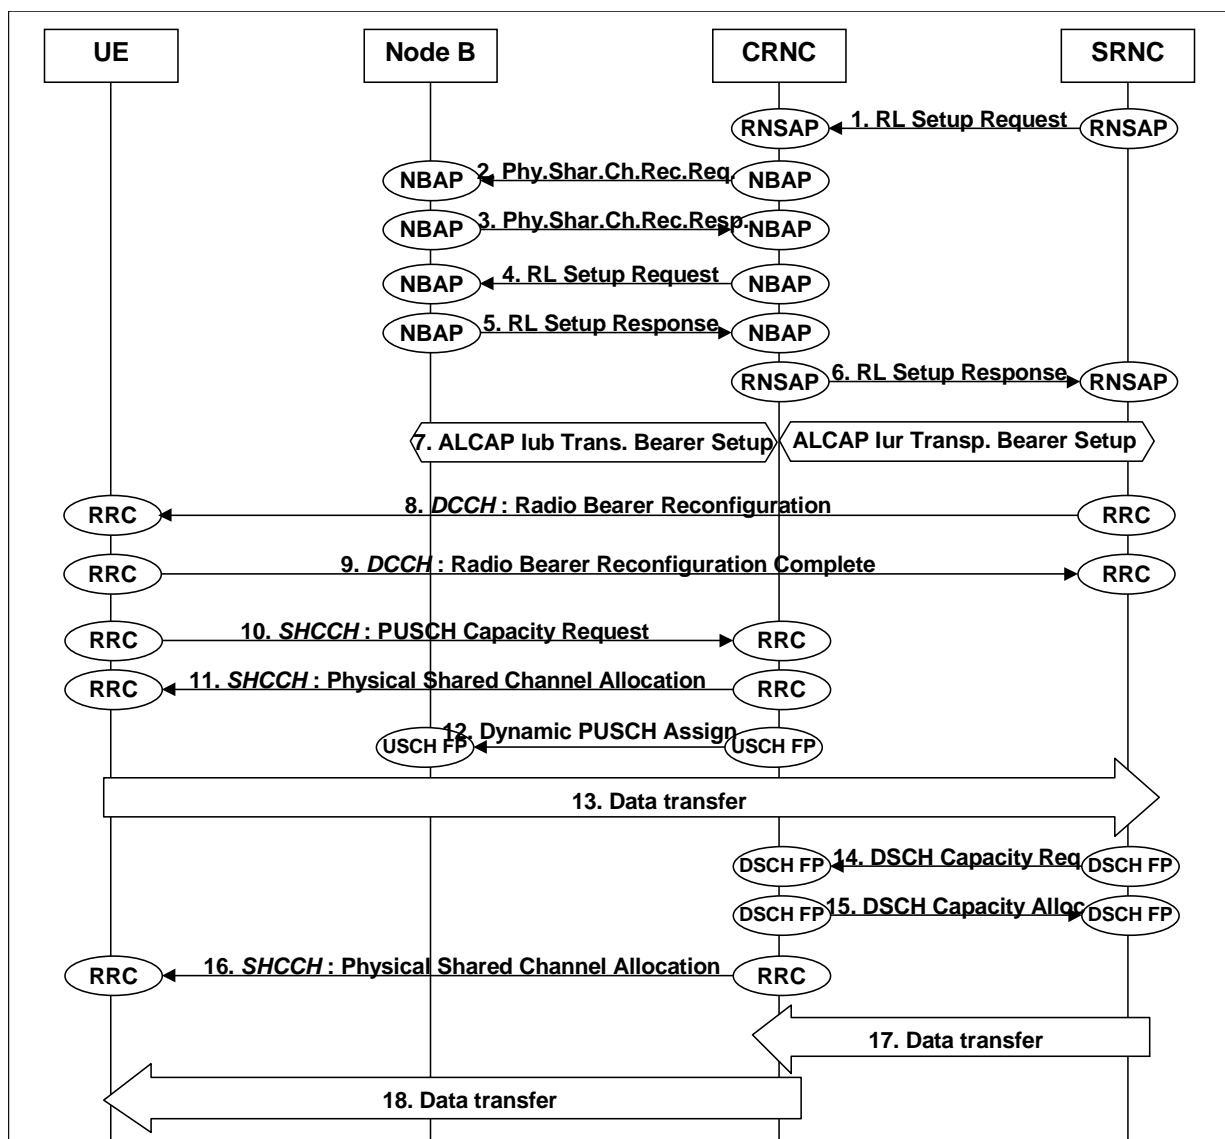 UE Node B CRNC SRNC
RNSAP 1. RL Setup Request RNSAP
NBAP 2. Phy.Shar.Ch.Rec.Req. NBAP
NBAP 3. Phy.Shar.Ch.Rec.Resp. NBAP
NBAP 4. RL Setup Request NBAP
NBAP 5. RL Setup Response NBAP
RNSAP 6. RL Setup Response RNSAP
7. ALCAP Iub Trans. Bearer Setup ALCAP Iur Transp. Bearer Setup
RRC 8. DCCH : Radio Bearer Reconfiguration RRC
RRC 9. DCCH : Radio Bearer Reconfiguration Complete RRC
RRC 10. SHCCH : PUSCH Capacity Request RRC
RRC 11. SHCCH : Physical Shared Channel Allocation RRC
USCH FP 12. Dynamic PUSCH Assign USCH FP
13. Data transfer
DSCH FP 14. DSCH Capacity Req DSCH FP
DSCH FP 15. DSCH Capacity Alloc DSCH FP
RRC 16. SHCCH : Physical Shared Channel Allocation RRC
17. Data transfer
18. Data transfer